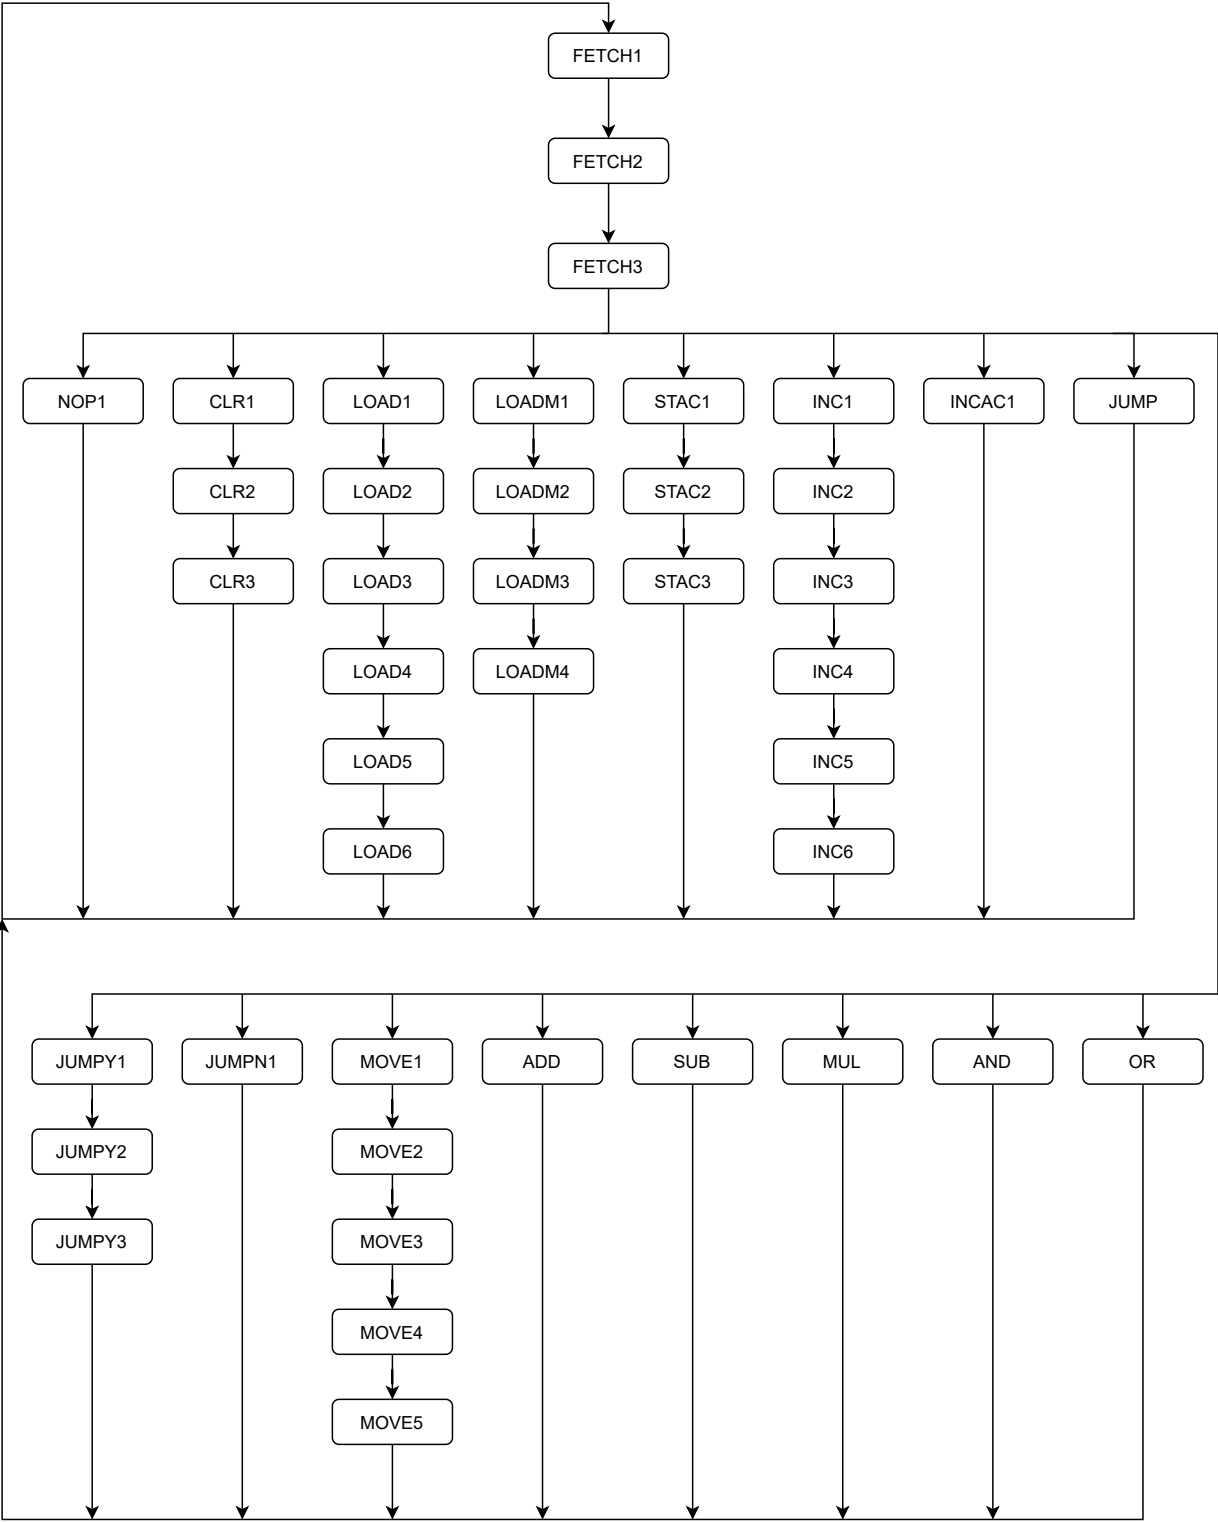 FETCH1
FETCH2
FETCH3
NOP1 CLR1 LOAD1 LOADM1 STAC1 INC1 INCAC1 JUMP
CLR2 LOAD2 LOADM2 STAC2 INC2
CLR3 LOAD3 LOADM3 STAC3 INC3
LOAD4 LOADM4 INC4
LOAD5 INC5
LOAD6 INC6
JUMPY1 JUMPN1 MOVE1 ADD SUB MUL AND OR
JUMPY2 MOVE2
JUMPY3 MOVE3
MOVE4
MOVE5